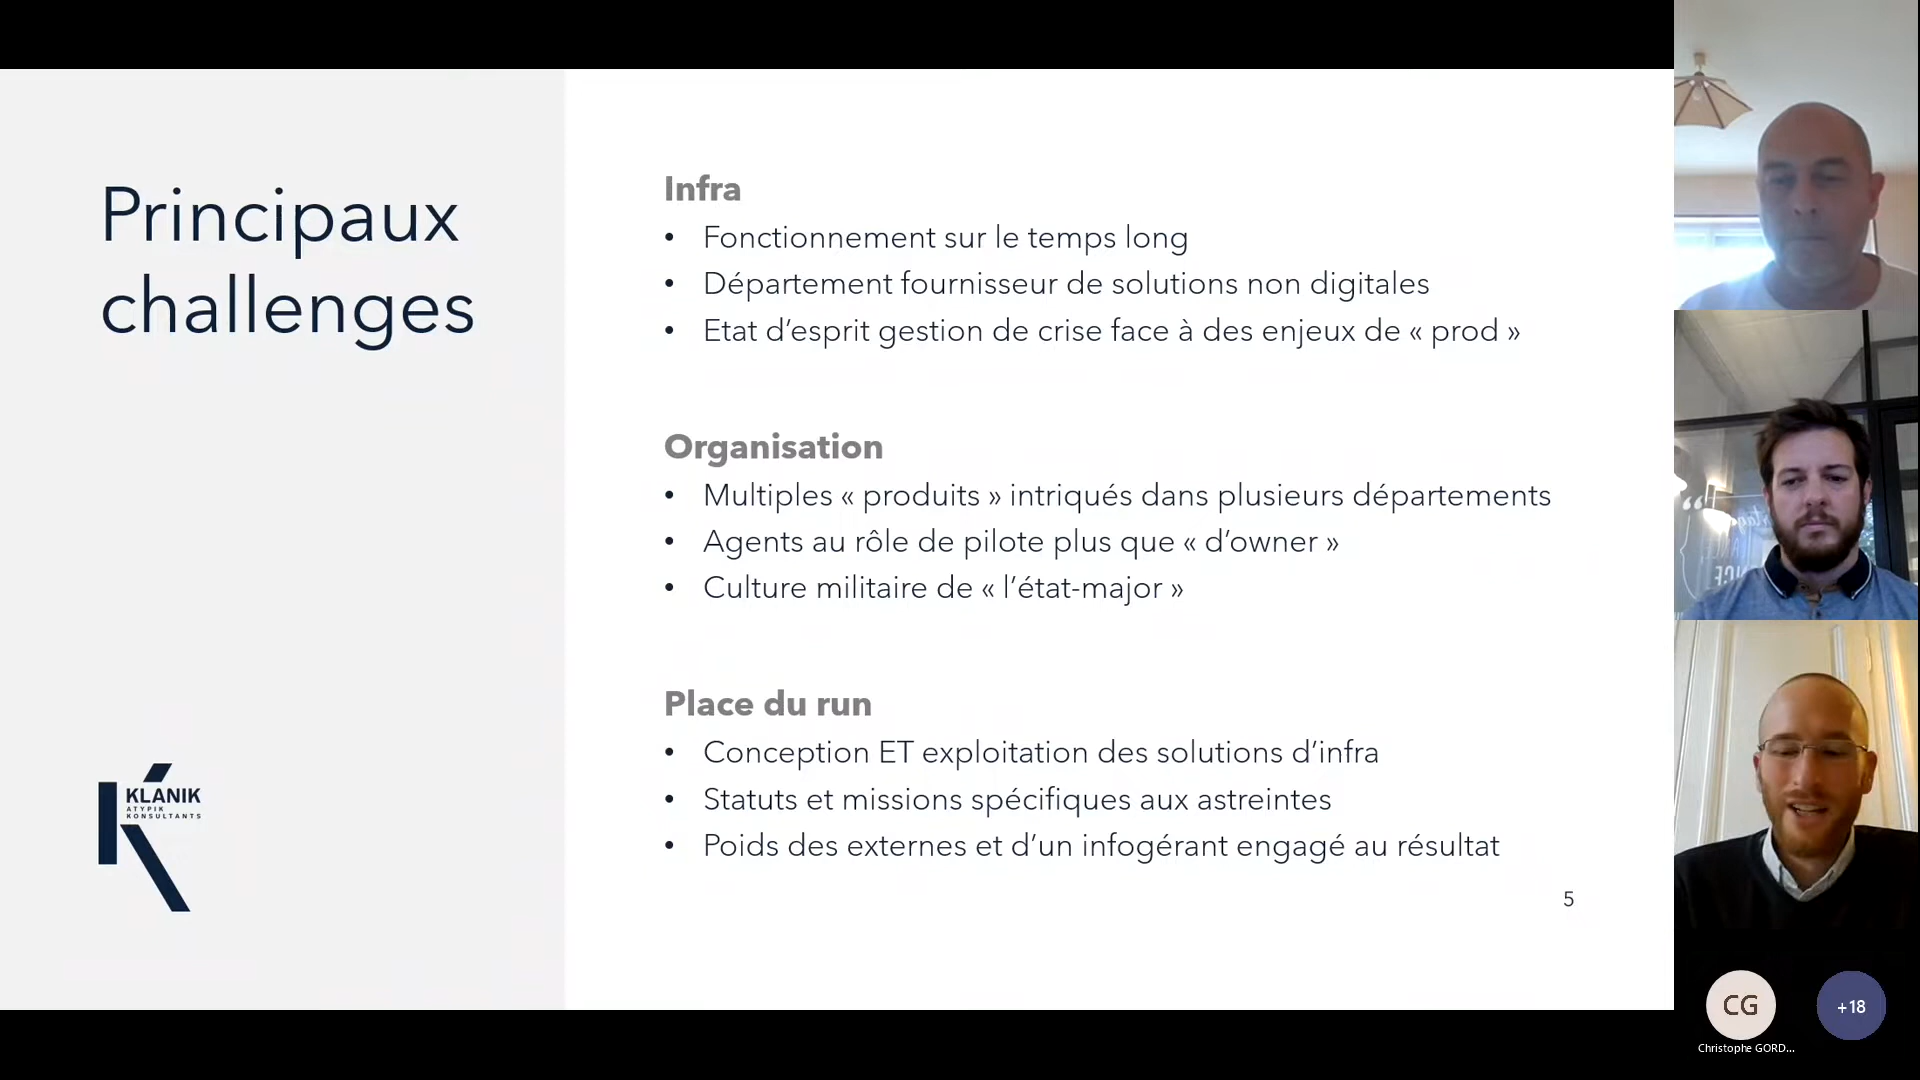 Principaux
challenges
Infra
• Fonctionnement sur le temps long
• Département fournisseur de solutions non digitales
• Etat d’esprit gestion de crise face à des enjeux de « prod »
Organisation
• Multiples « produits » intriqués dans plusieurs départements
• Agents au rôle de pilote plus que « d’owner »
• Culture militaire de « l’état-major »
Place du run
• Conception ET exploitation des solutions d’infra
• Statuts et missions spécifiques aux astreintes
• Poids des externes et d’un infogérant engagé au résultat
5
KLANIK
ATYPIK
KONSULTANTS
CG
+18
Christophe GORD...